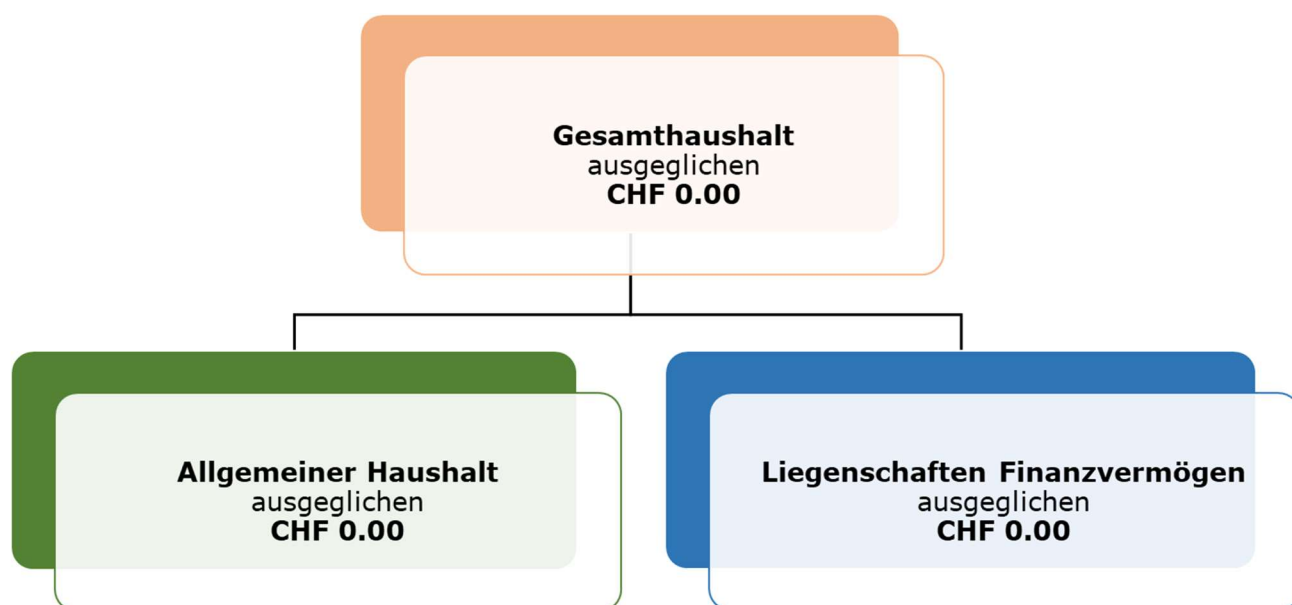 Gesamthaushalt
ausgeglichen
CHF 0.00
Allgemeiner Haushalt
ausgeglichen
CHF 0.00
Liegenschaften Finanzvermögen
ausgeglichen
CHF 0.00